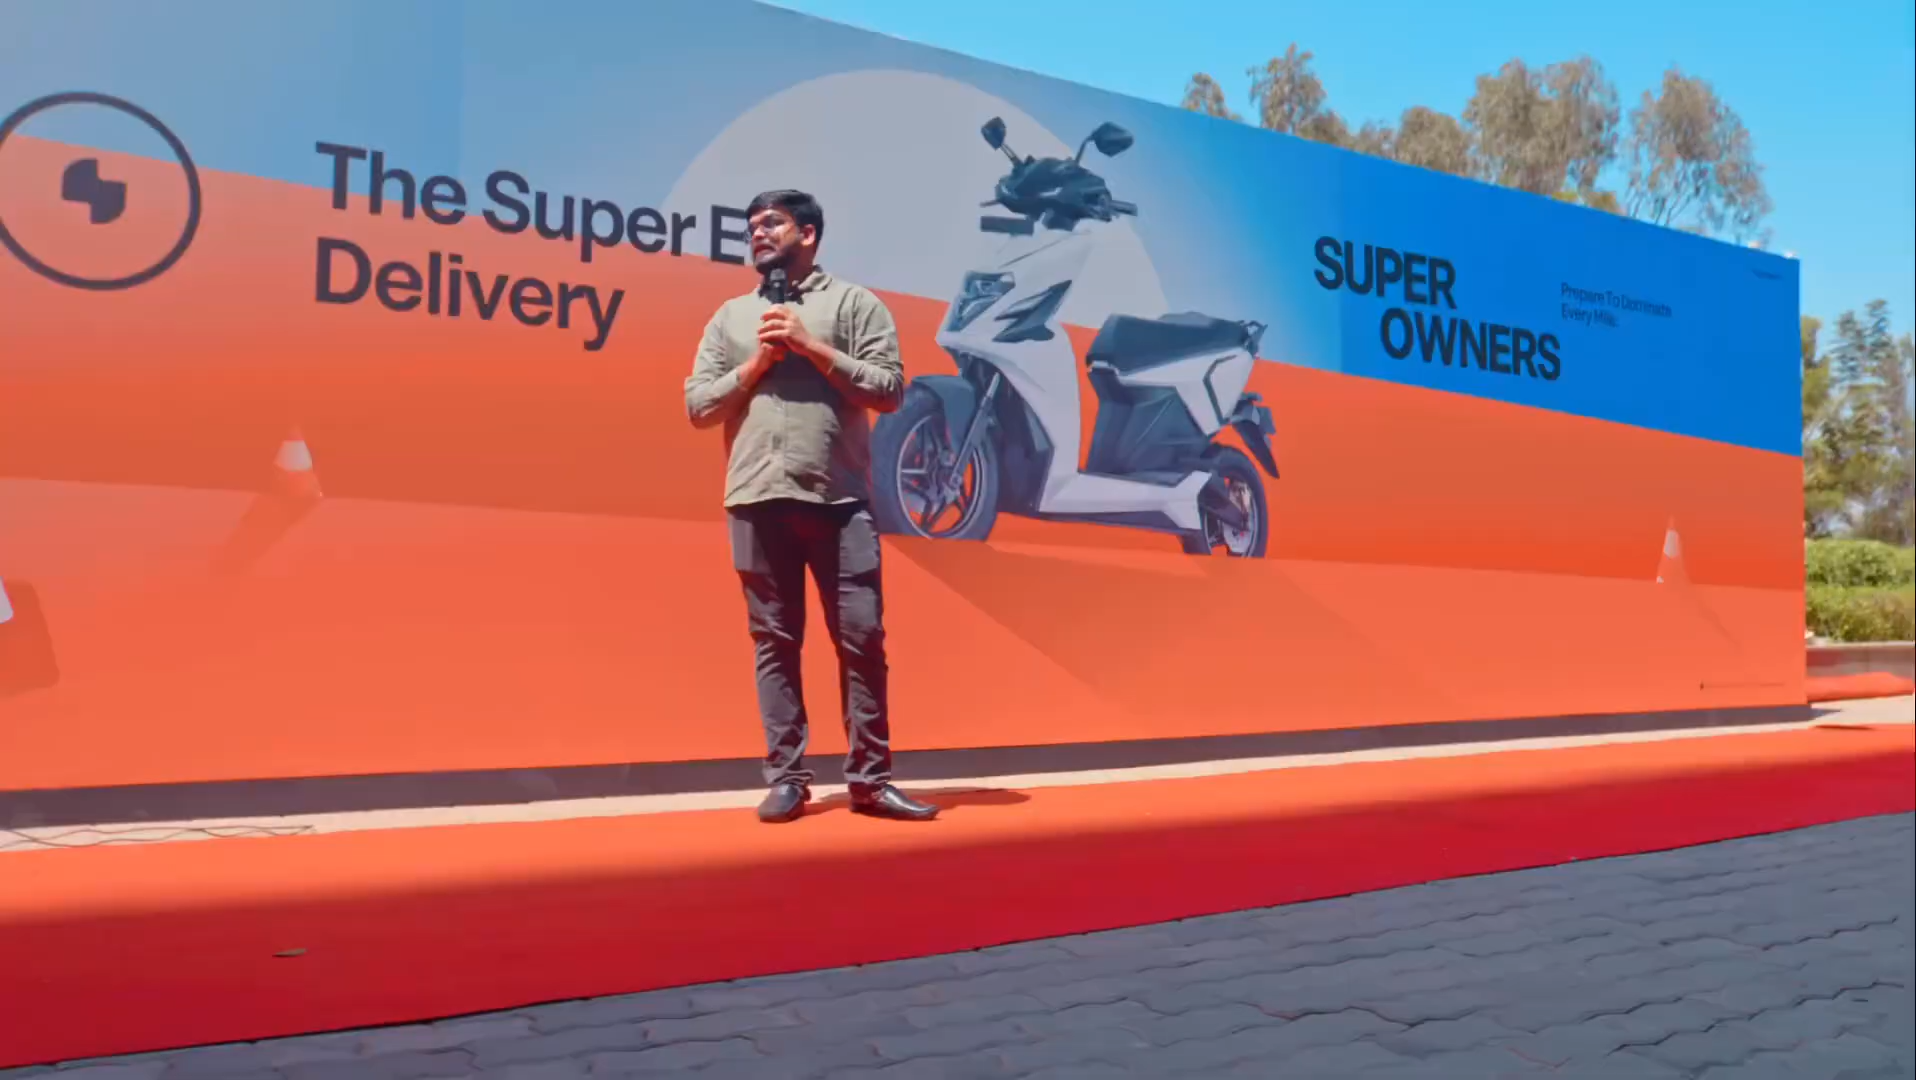 The Super E
Delivery
SUPER
OWNERS
Prepare To Dominate
Every Mile.